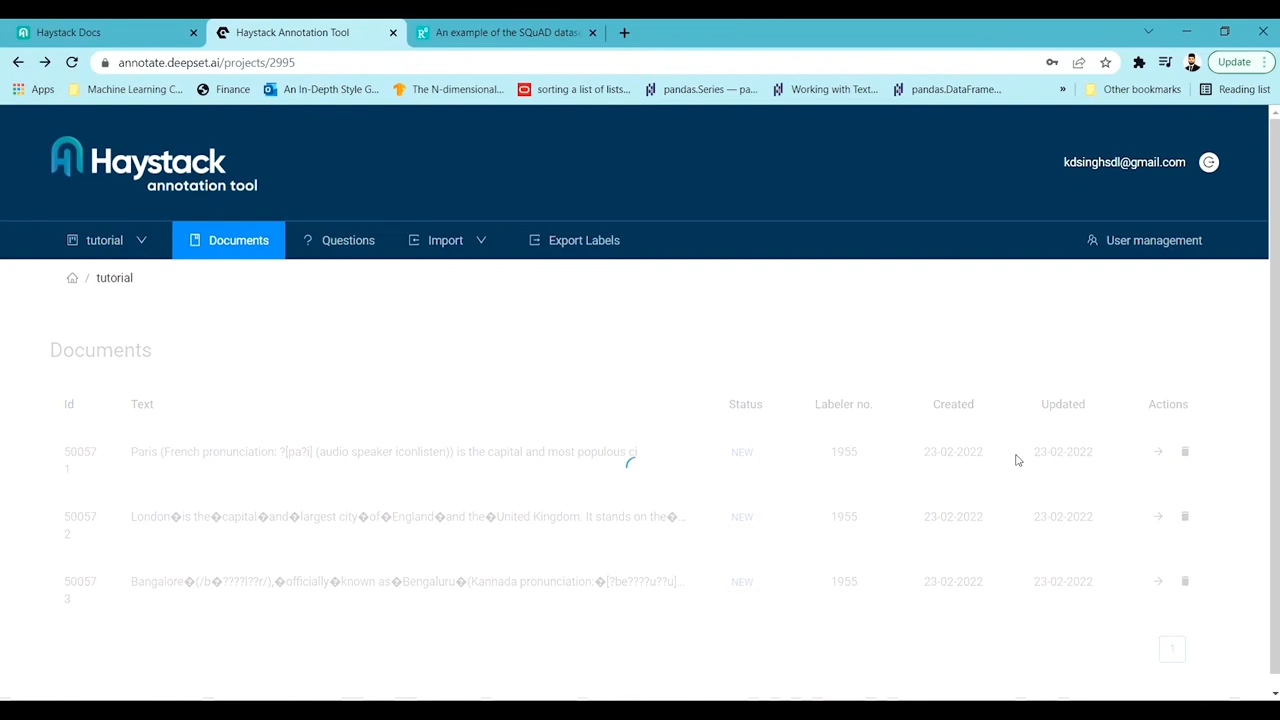 Haystack Docs
Haystack Annotation Tool
An example of the SQuAD datas
annotate.deepset.ai/projects/2995
Update
Apps
Machine Learning C...
Finance
An In-Depth Style G...
The N-dimensional...
sorting a list of lists...
pandas.Series — pa...
Working with Text...
pandas.DataFrame...
»
Other bookmarks
Reading list
Haystack
annotation tool
kdsinghsdl@gmail.com
tutorial
Documents
? Questions
Import
Export Labels
User management
/ tutorial
Documents
Id Text Status Labeler no. Created Updated Actions
50057 Paris (French pronunciation: ?[pa?i] (audio speaker iconlisten)) is the capital and most populous ci NEW 1955 23-02-2022 23-02-2022
1
50057 London�is the�capital�and�largest city�of�England�and the�United Kingdom. It stands on the�... NEW 1955 23-02-2022 23-02-2022
2
50057 Bangalore�(/b�????l??r/),�officially�known as�Bengaluru�(Kannada pronunciation:�[?be????u??u]... NEW 1955 23-02-2022 23-02-2022
3
1